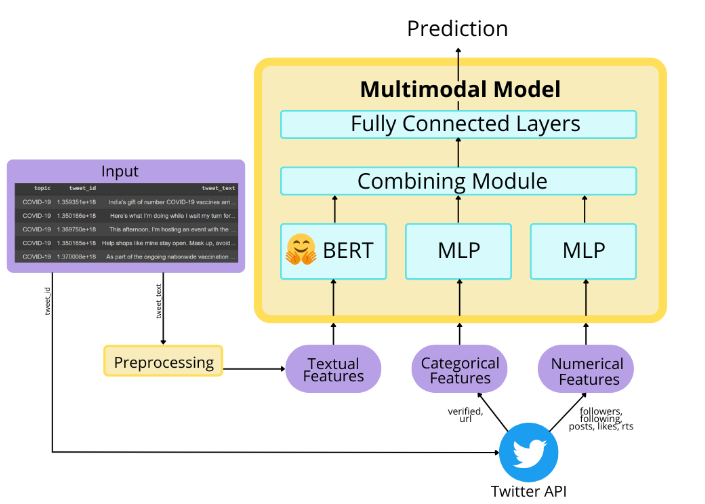 Prediction
Multimodal Model
Fully Connected Layers
Combining Module
BERT
MLP
MLP
Input
topic tweet_id tweet_text
COVID-19 1.359351e+18 India's gift of number COVID-19 vaccines arri...
COVID-19 1.350166e+18 Here's what I'm doing while I wait my turn for...
COVID-19 1.369750e+18 This afternoon, I'm hosting an event with the ...
COVID-19 1.350165e+18 Help shops like mine stay open. Mask up, avoid...
COVID-19 1.370008e+18 As part of the ongoing nationwide vaccination ...
tweet_id
tweet_text
Preprocessing
Textual
Features
Categorical
Features
Numerical
Features
verified,
url
followers,
following,
posts, likes, rts
Twitter API